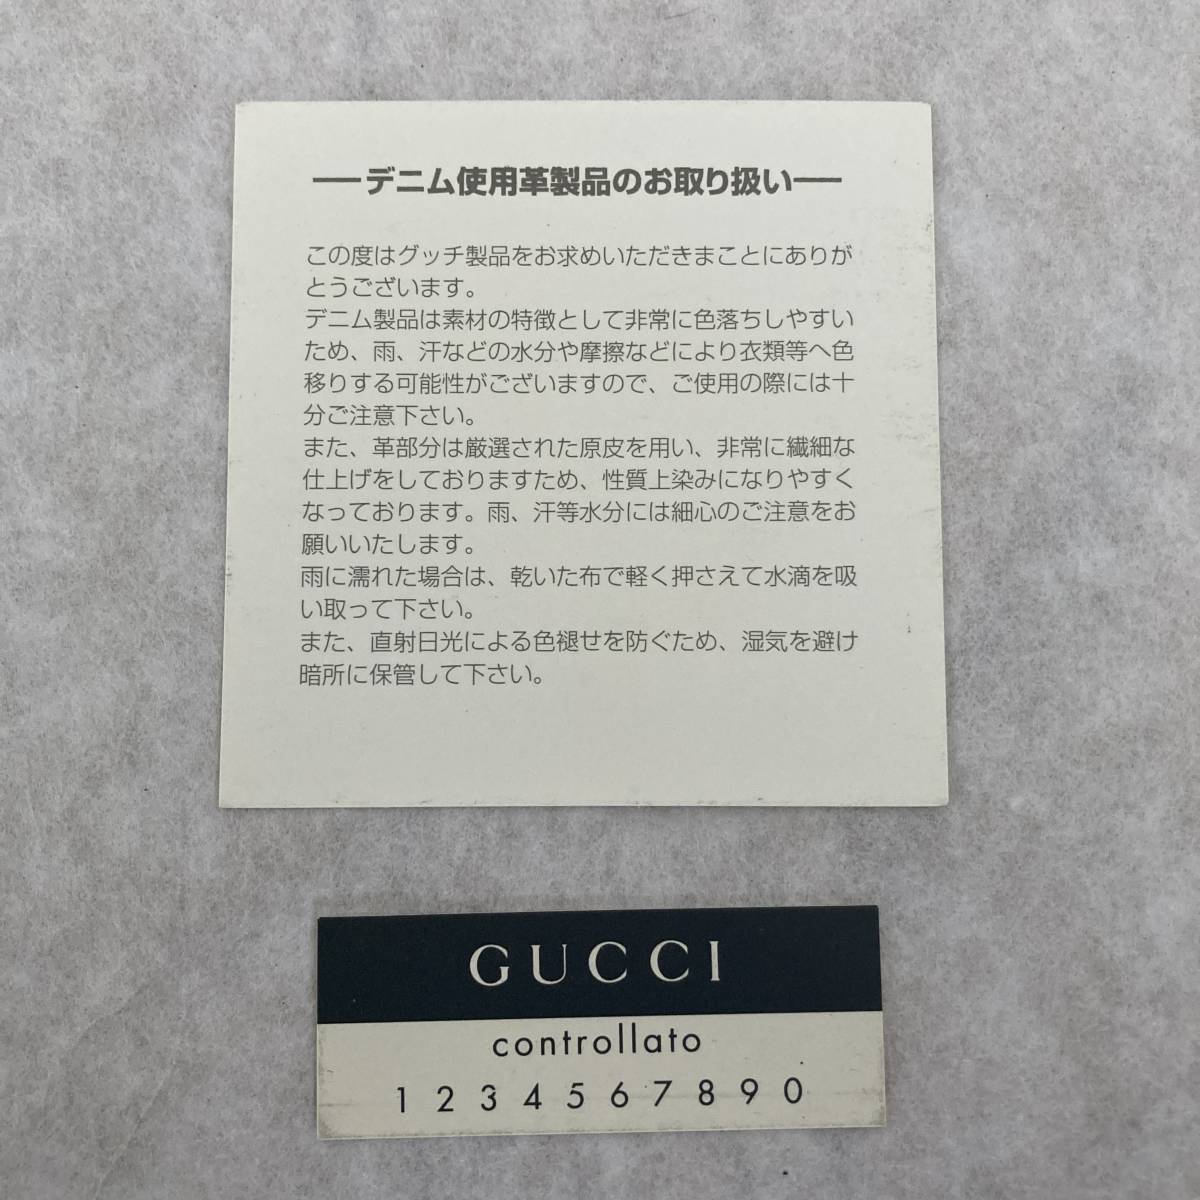 ―デニム使用革製品のお取り扱い―
この度はグッチ製品をお求めいただきまことにありが
とうございます。
デニム製品は素材の特徴として非常に色落ちしやすい
ため、雨、汗などの水分や摩擦などにより衣類等へ色
移りする可能性がございますので、ご使用の際には十
分ご注意下さい。
また、革部分は厳選された原皮を用い、非常に繊細な
仕上げをしておりますため、性質上染みになりやすく
なっております。雨、汗等水分には細心のご注意をお
願いいたします。
雨に濡れた場合は、乾いた布で軽く押さえて水滴を吸
い取って下さい。
また、直射日光による色褪せを防ぐため、湿気を避け
暗所に保管して下さい。
GUCCI
controllato
1 2 3 4 5 6 7 8 9 0